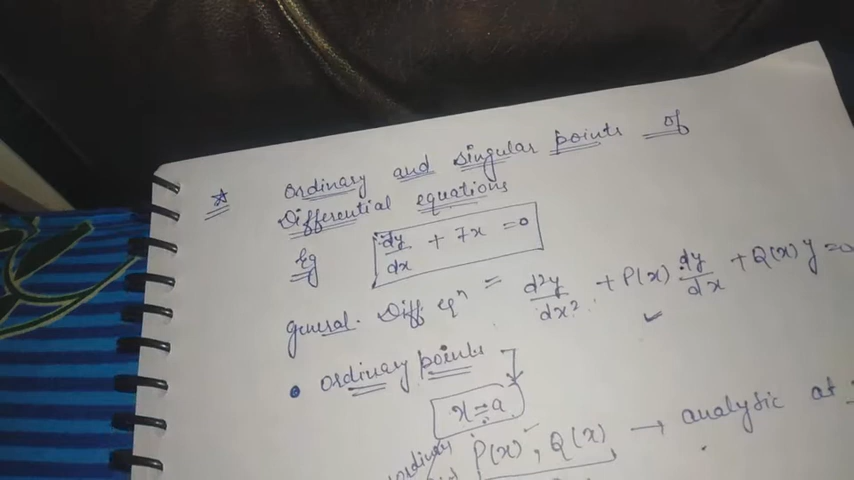 ☆ Ordinary and singular points of
Differential equations
Eg dy/dx + 7x = 0
general. Diff eqⁿ = d²y/dx² + P(x) dy/dx + Q(x) y = 0
• ordinary points
x = a
ordinary P(x), Q(x) → analytic at